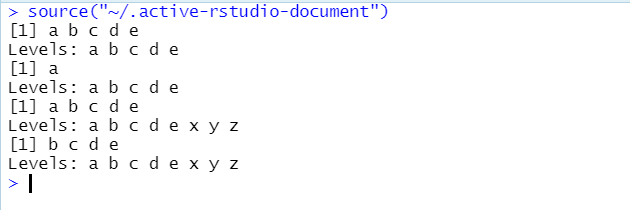 > source("~/.active-rstudio-document")
[1] a b c d e
Levels: a b c d e
[1] a
Levels: a b c d e
[1] a b c d e
Levels: a b c d e x y z
[1] b c d e
Levels: a b c d e x y z
>